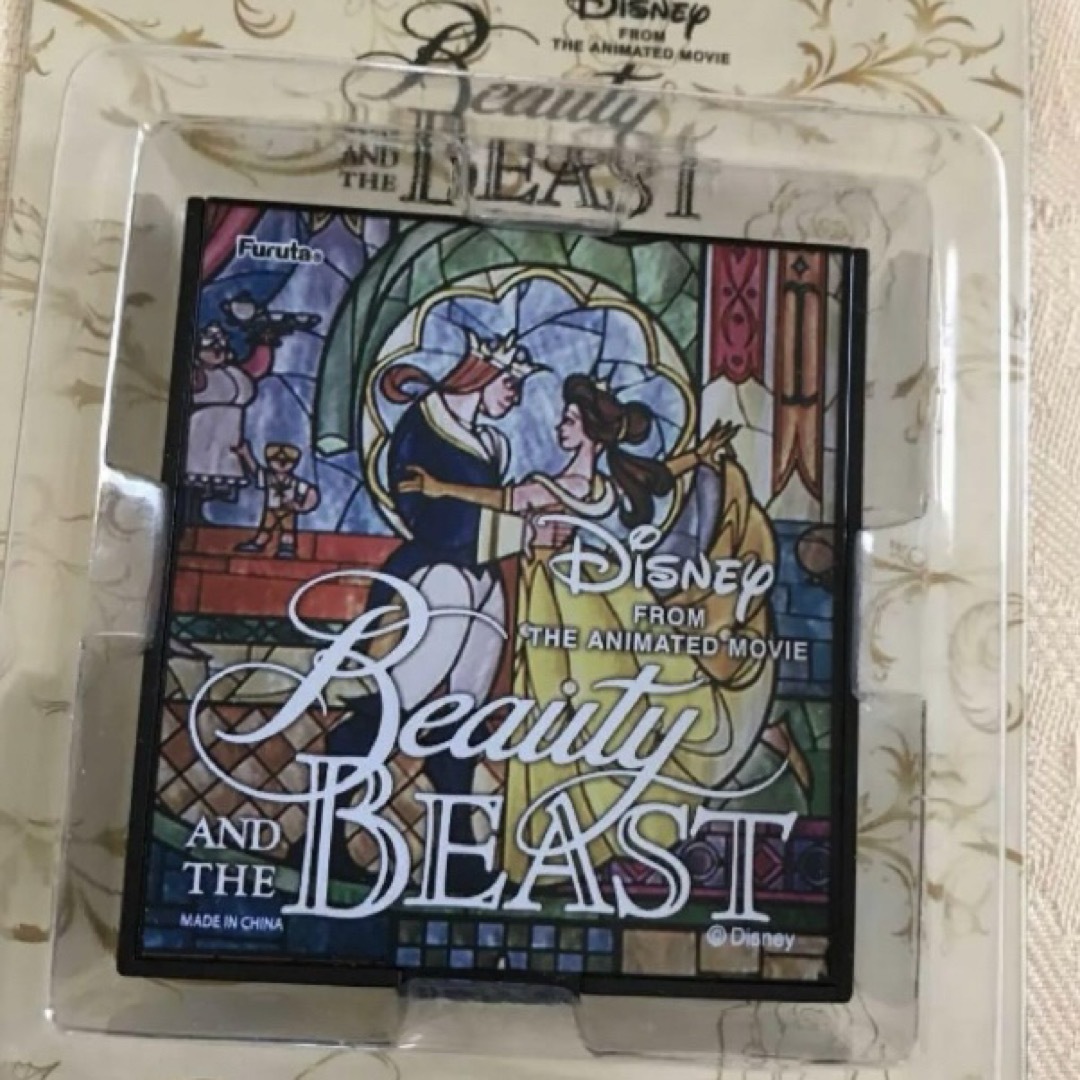 Disney
FROM
THE ANIMATED MOVIE
Beauty
AND
THE BEAST
Furuta®
Disney
FROM
THE ANIMATED MOVIE
Beauty
AND
THE BEAST
MADE IN CHINA
© Disney